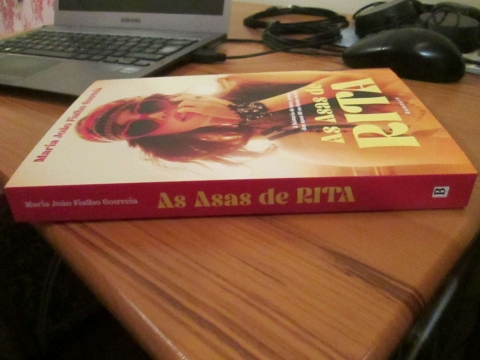 Maria João Fialho Gouveia
As Asas de
RITA
Maria João Fialho Gouveia
As Asas de RITA
B